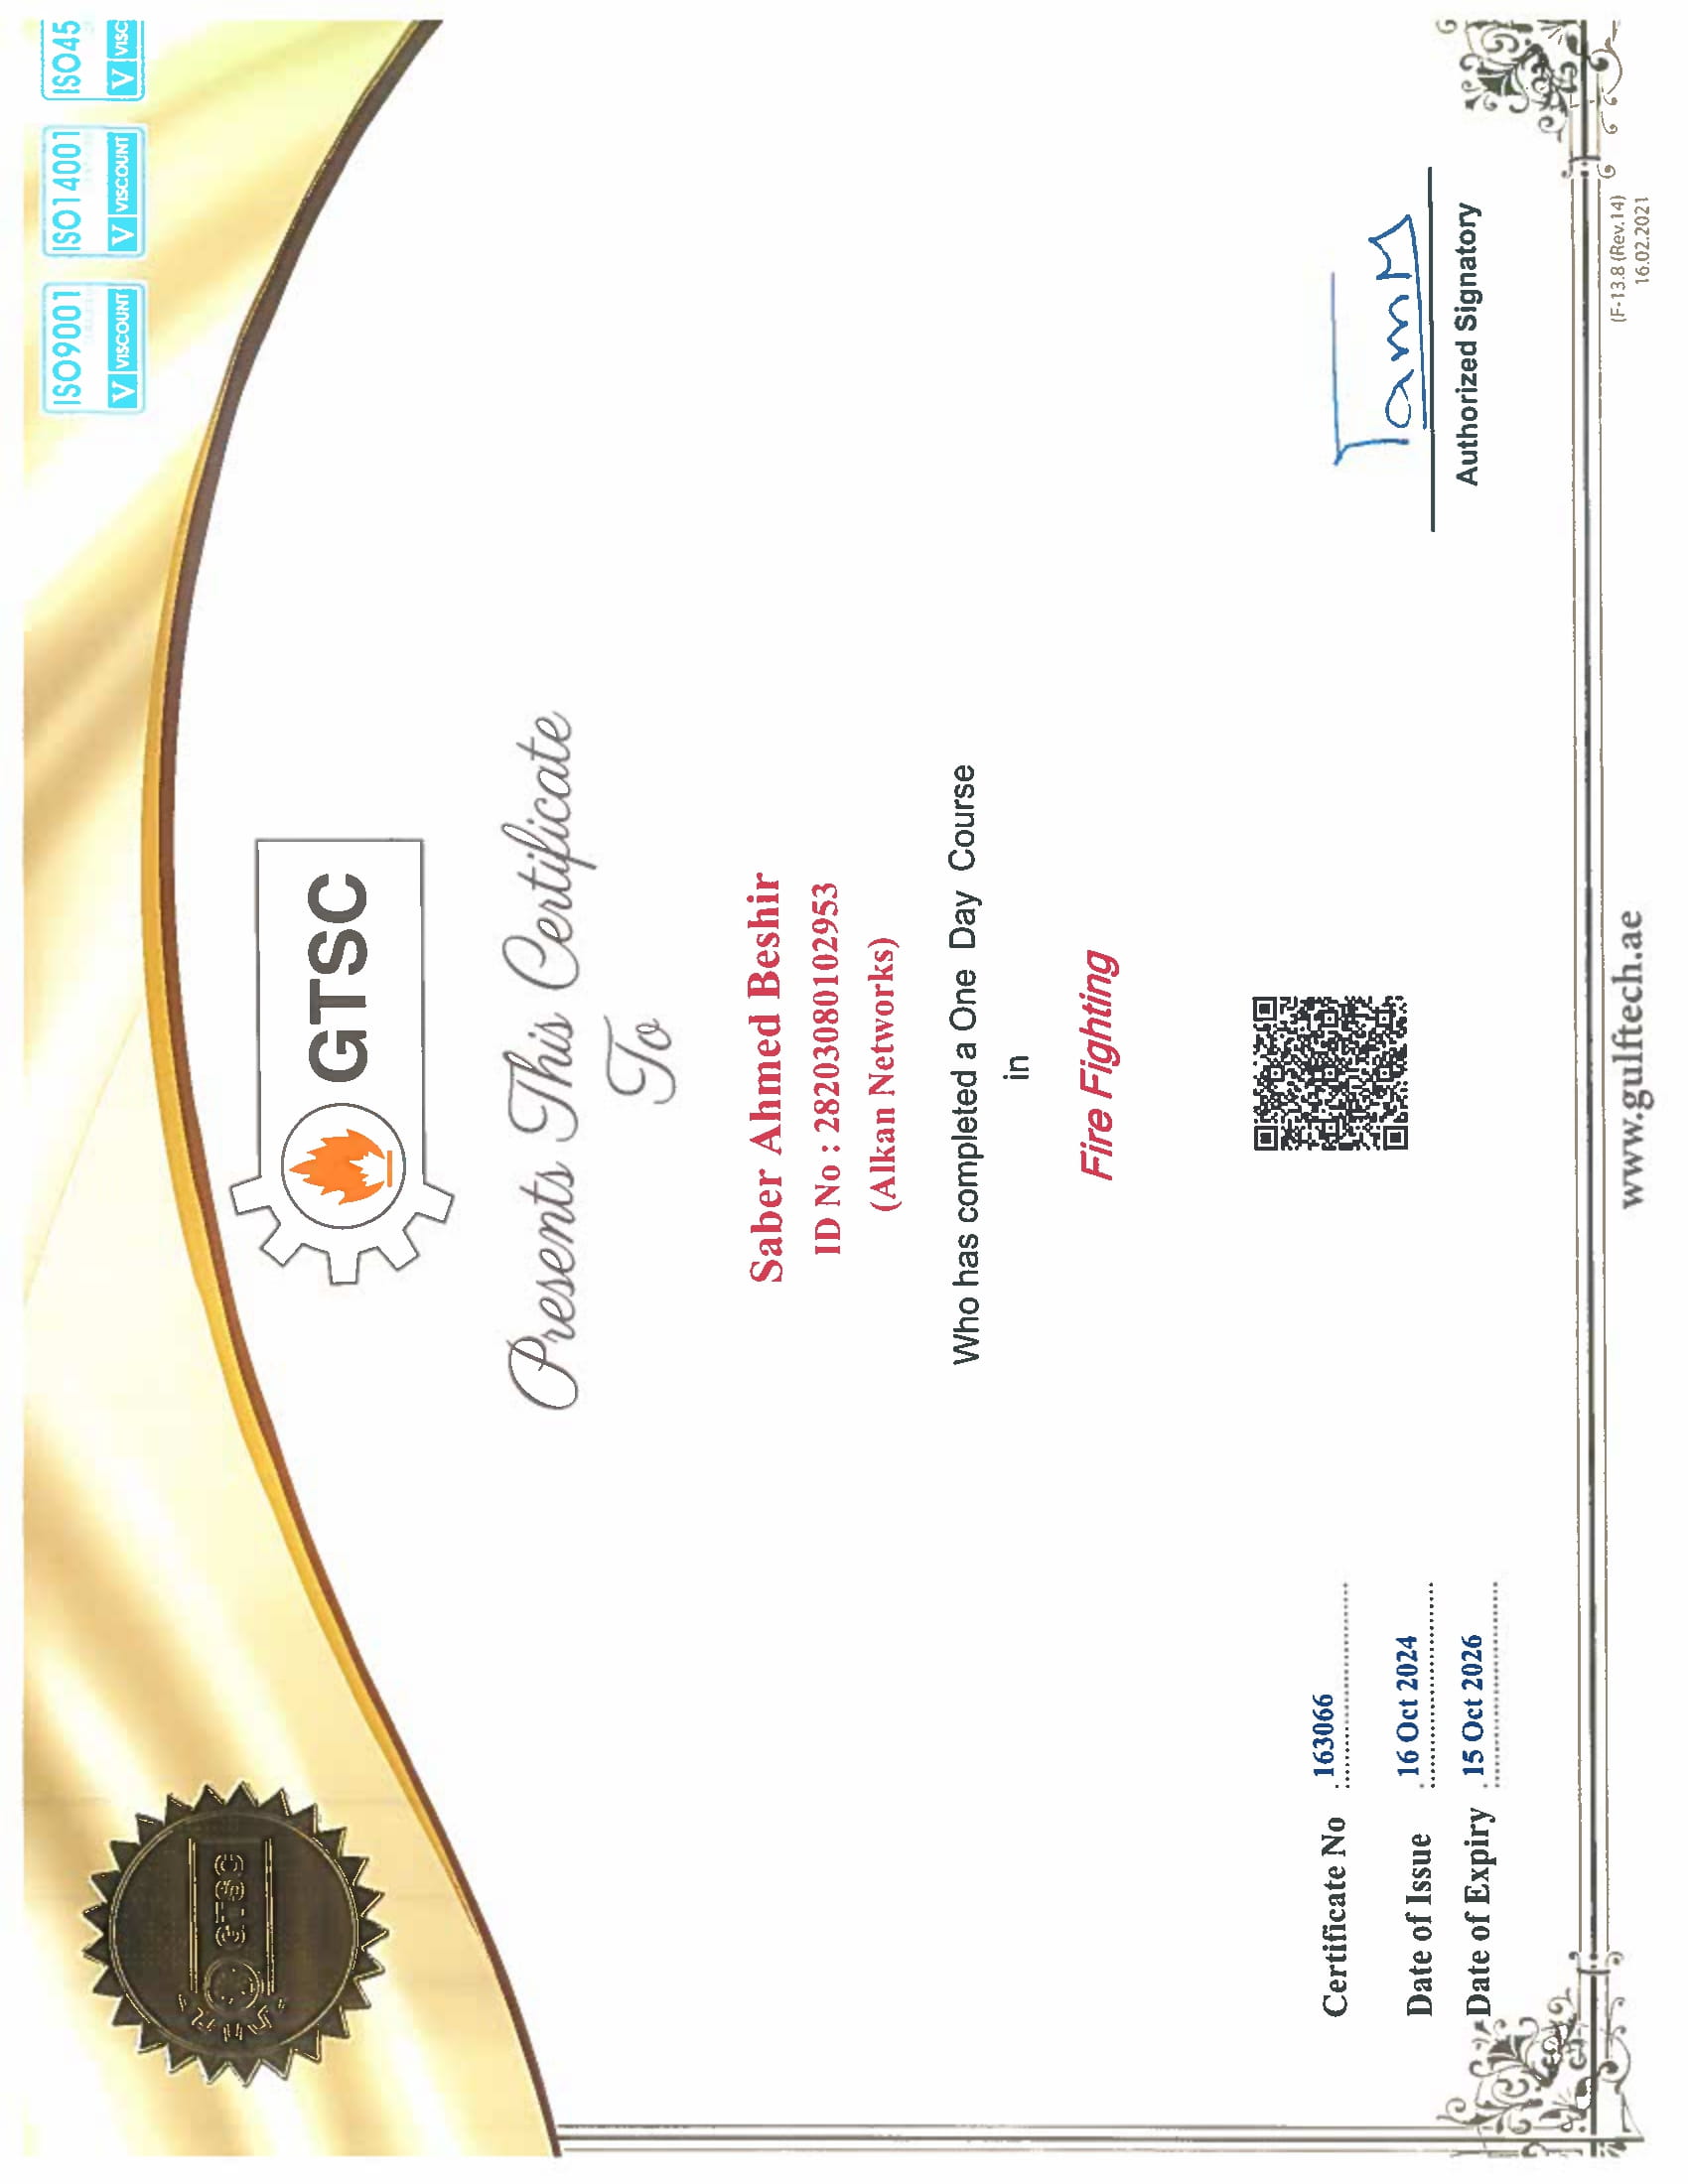 ISO9001
V VISCOUNT
ISO14001
V VISCOUNT
ISO45
V VISC
GTSC
GTSC
Presents This Certificate
To
Saber Ahmed Beshir
ID No : 28203080102953
(Alkan Networks)
Who has completed a One Day Course
in
Fire Fighting
Certificate No : 163066
Date of Issue : 16 Oct 2024
Date of Expiry : 15 Oct 2026
Authorized Signatory
www.gulftech.ae
(F-13.8 (Rev.14)
16.02.2021